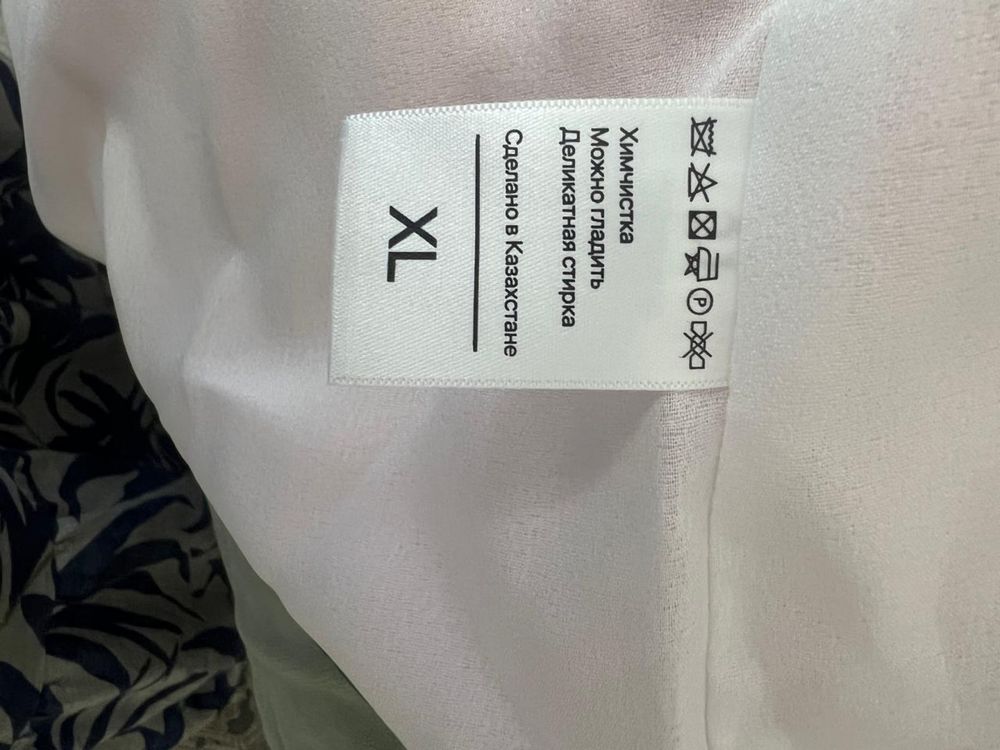 Химчистка
Можно гладить
Деликатная стирка
Сделано в Казахстане
XL